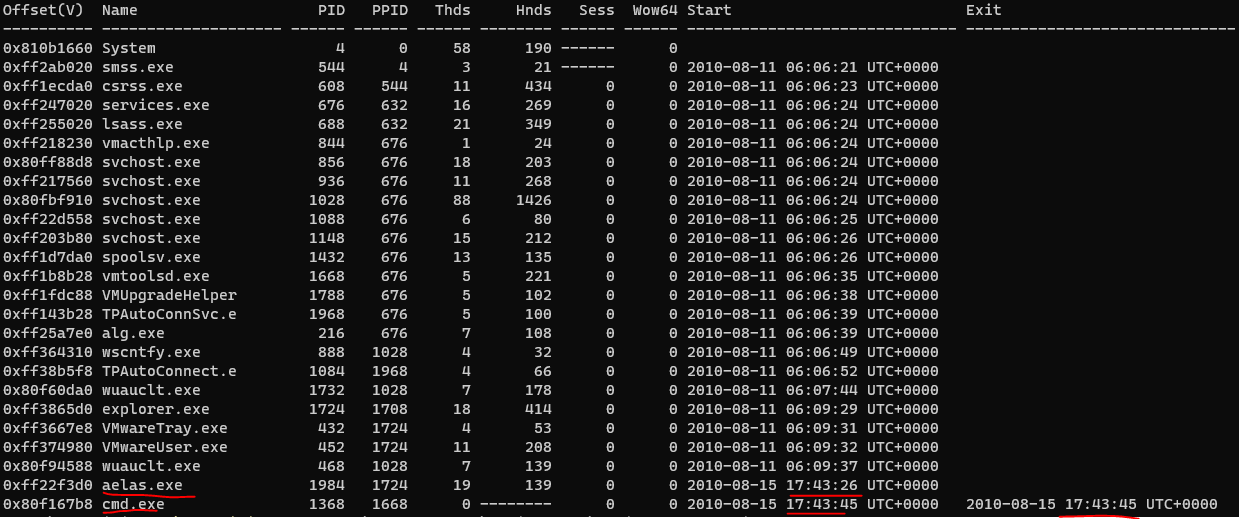 Offset(V)  Name                    PID   PPID   Thds     Hnds   Sess  Wow64 Start                          Exit
---------- -------------------- ------ ------ ------ -------- ------ ------ ------------------------------ ------------------------------
0x810b1660 System                    4      0     58      190 ------      0
0xff2ab020 smss.exe                544      4      3       21 ------      0 2010-08-11 06:06:21 UTC+0000
0xff1ecda0 csrss.exe               608    544     11      434      0      0 2010-08-11 06:06:23 UTC+0000
0xff247020 services.exe            676    632     16      269      0      0 2010-08-11 06:06:24 UTC+0000
0xff255020 lsass.exe               688    632     21      349      0      0 2010-08-11 06:06:24 UTC+0000
0xff218230 vmacthlp.exe            844    676      1       24      0      0 2010-08-11 06:06:24 UTC+0000
0x80ff88d8 svchost.exe             856    676     18      203      0      0 2010-08-11 06:06:24 UTC+0000
0xff217560 svchost.exe             936    676     11      268      0      0 2010-08-11 06:06:24 UTC+0000
0x80fbf910 svchost.exe            1028    676     88     1426      0      0 2010-08-11 06:06:24 UTC+0000
0xff22d558 svchost.exe            1088    676      6       80      0      0 2010-08-11 06:06:25 UTC+0000
0xff203b80 svchost.exe            1148    676     15      212      0      0 2010-08-11 06:06:26 UTC+0000
0xff1d7da0 spoolsv.exe            1432    676     13      135      0      0 2010-08-11 06:06:26 UTC+0000
0xff1b8b28 vmtoolsd.exe           1668    676      5      221      0      0 2010-08-11 06:06:35 UTC+0000
0xff1fdc88 VMUpgradeHelper        1788    676      5      102      0      0 2010-08-11 06:06:38 UTC+0000
0xff143b28 TPAutoConnSvc.e        1968    676      5      100      0      0 2010-08-11 06:06:39 UTC+0000
0xff25a7e0 alg.exe                 216    676      7      108      0      0 2010-08-11 06:06:39 UTC+0000
0xff364310 wscntfy.exe             888   1028      4       32      0      0 2010-08-11 06:06:49 UTC+0000
0xff38b5f8 TPAutoConnect.e        1084   1968      4       66      0      0 2010-08-11 06:06:52 UTC+0000
0x80f60da0 wuauclt.exe            1732   1028      7      178      0      0 2010-08-11 06:07:44 UTC+0000
0xff3865d0 explorer.exe           1724   1708     18      414      0      0 2010-08-11 06:09:29 UTC+0000
0xff3667e8 VMwareTray.exe          432   1724      4       53      0      0 2010-08-11 06:09:31 UTC+0000
0xff374980 VMwareUser.exe          452   1724     11      208      0      0 2010-08-11 06:09:32 UTC+0000
0x80f94588 wuauclt.exe             468   1028      7      139      0      0 2010-08-11 06:09:37 UTC+0000
0xff22f3d0 aelas.exe              1984   1724     19      139      0      0 2010-08-15 17:43:26 UTC+0000
0x80f167b8 cmd.exe                1368   1668      0 --------      0      0 2010-08-15 17:43:45 UTC+0000   2010-08-15 17:43:45 UTC+0000